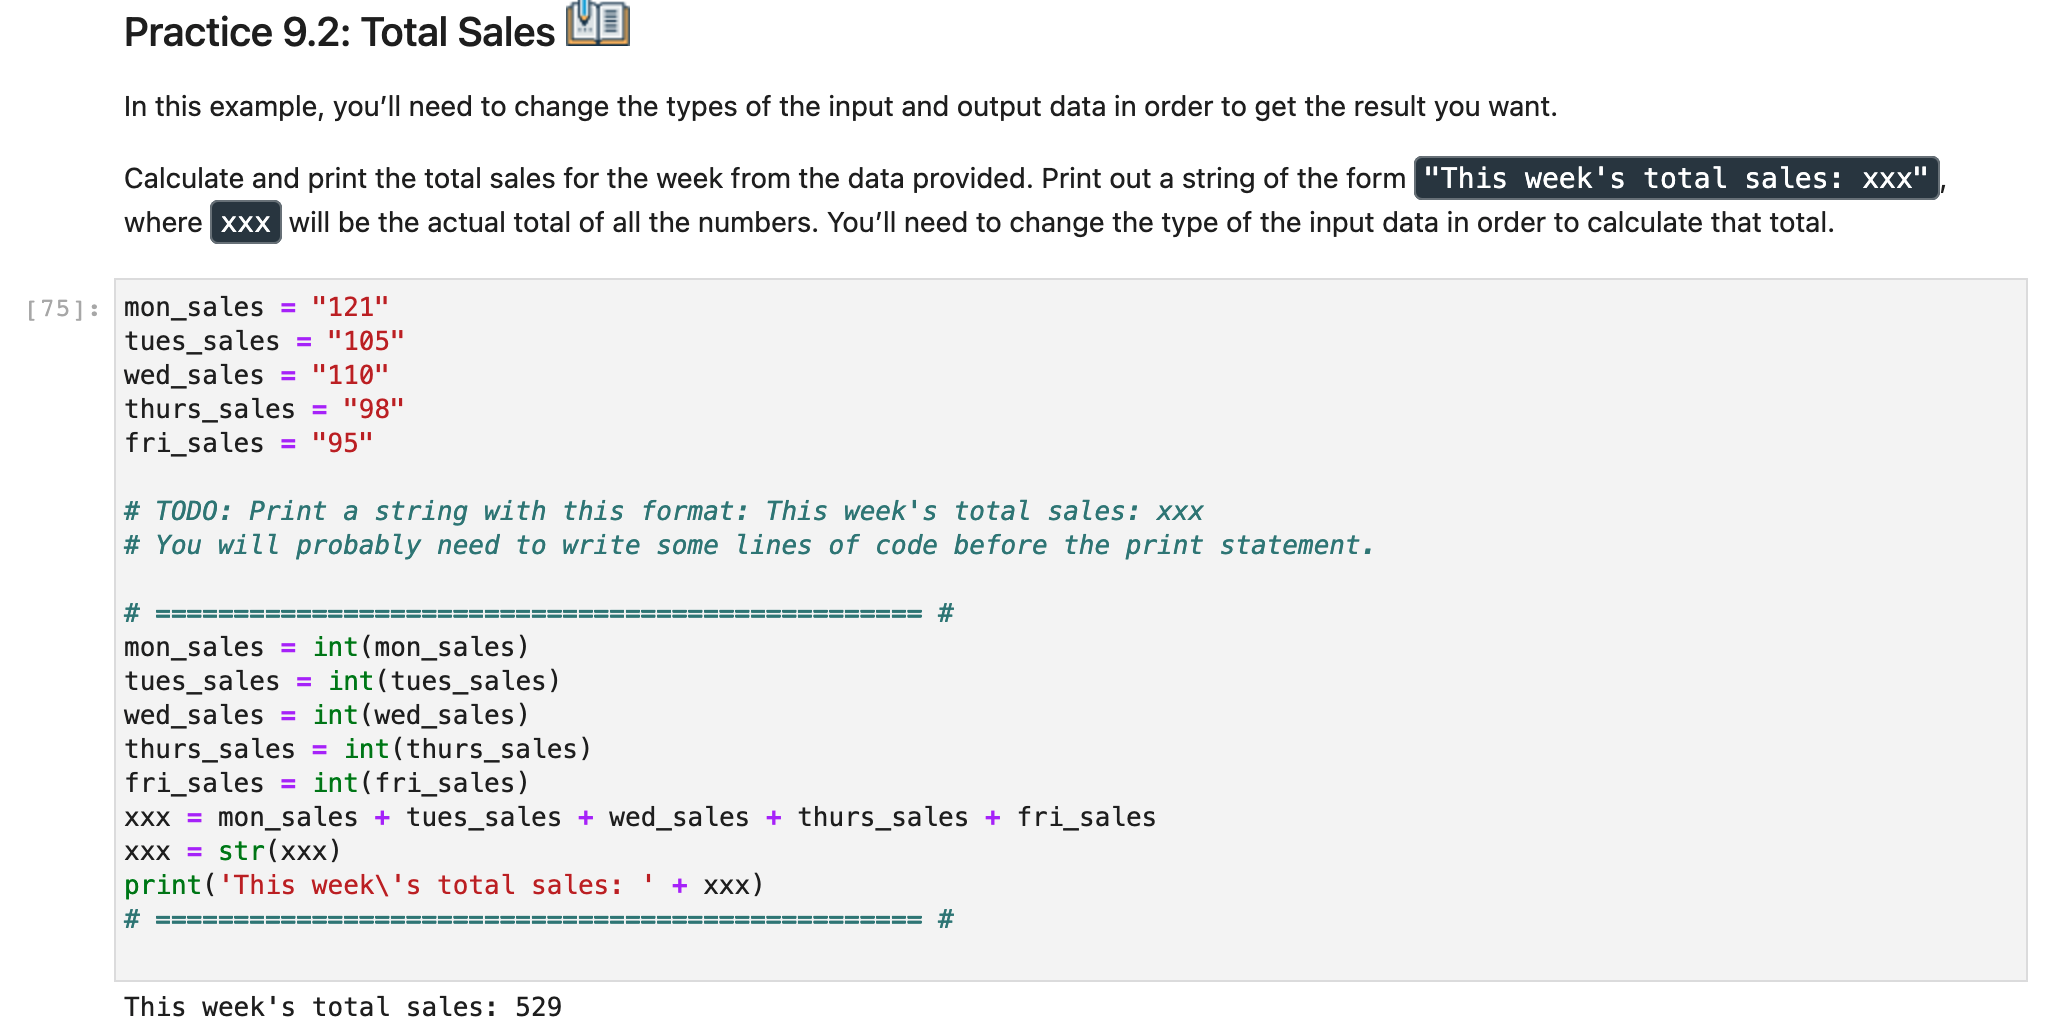 Practice 9.2: Total Sales
In this example, you’ll need to change the types of the input and output data in order to get the result you want.
Calculate and print the total sales for the week from the data provided. Print out a string of the form "This week's total sales: xxx",
where xxx will be the actual total of all the numbers. You’ll need to change the type of the input data in order to calculate that total.
[75]:
mon_sales = "121"
tues_sales = "105"
wed_sales = "110"
thurs_sales = "98"
fri_sales = "95"
# TODO: Print a string with this format: This week's total sales: xxx
# You will probably need to write some lines of code before the print statement.
# ================================================= #
mon_sales = int(mon_sales)
tues_sales = int(tues_sales)
wed_sales = int(wed_sales)
thurs_sales = int(thurs_sales)
fri_sales = int(fri_sales)
xxx = mon_sales + tues_sales + wed_sales + thurs_sales + fri_sales
xxx = str(xxx)
print('This week\'s total sales: ' + xxx)
# ================================================= #
This week's total sales: 529